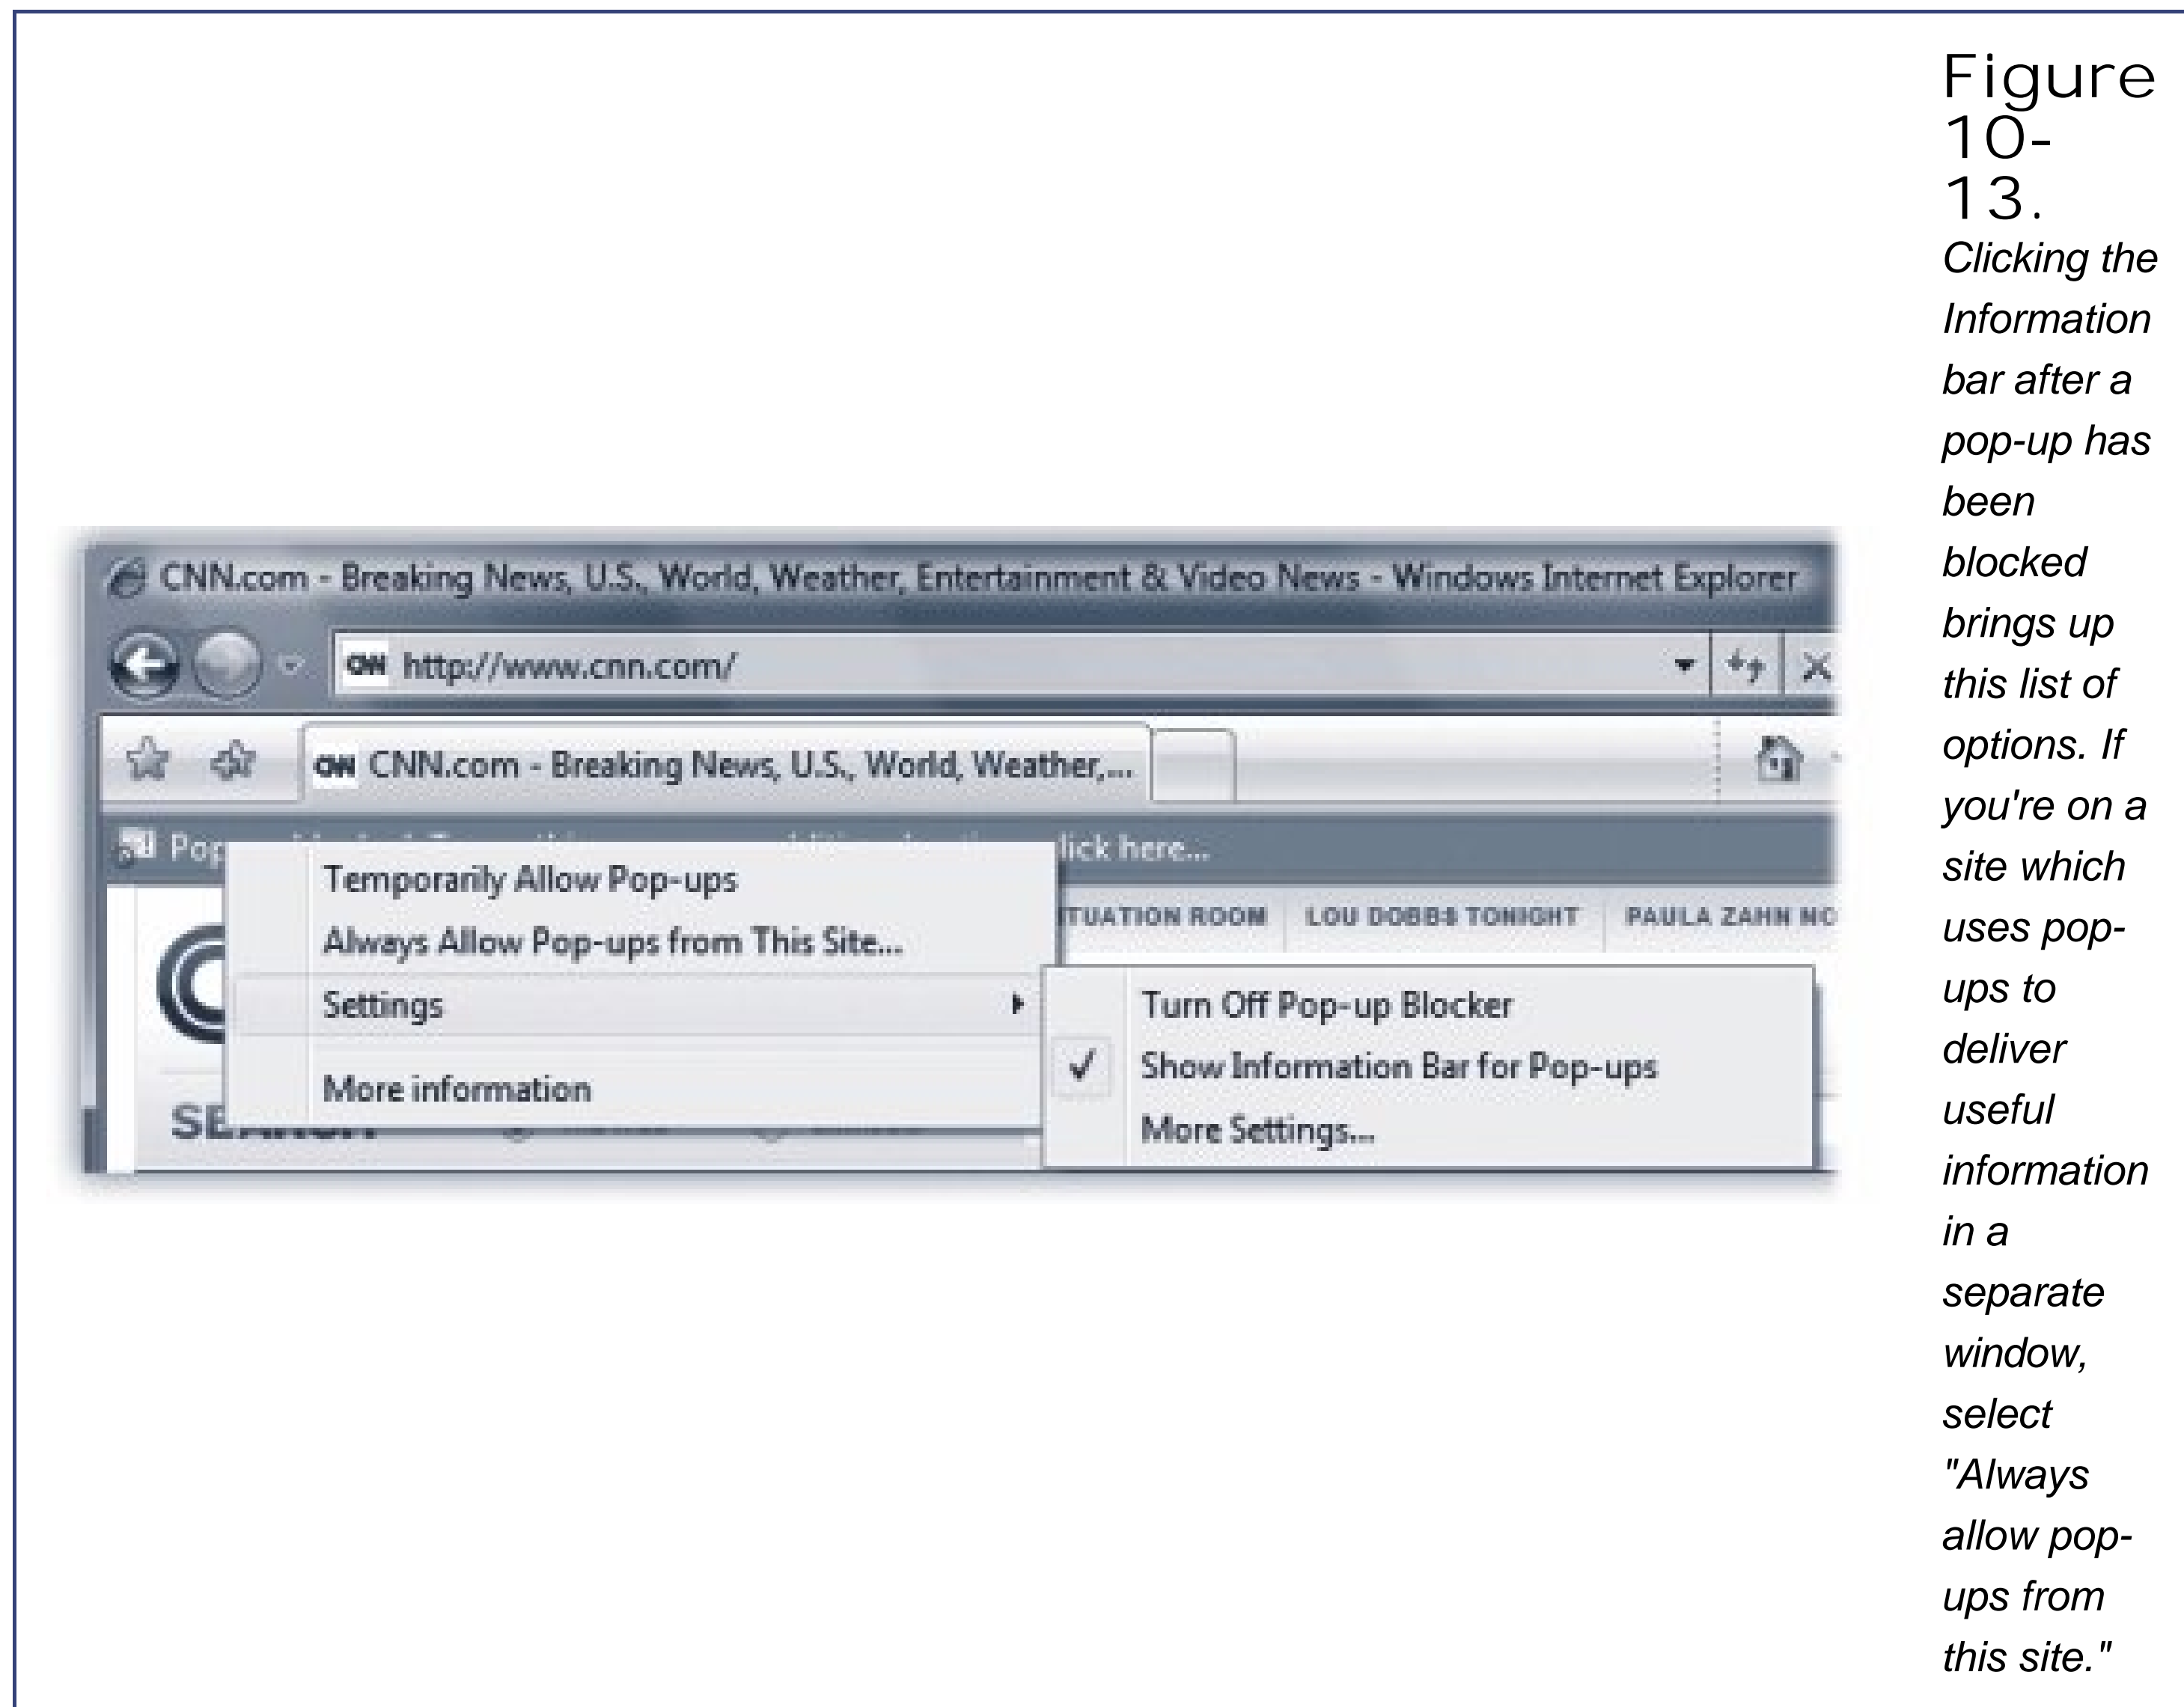 Figure
10-
13.
Clicking the
Information
bar after a
pop-up has
been
blocked
brings up
this list of
options. If
you're on a
site which
uses pop-
ups to
deliver
useful
information
in a
separate
window,
select
"Always
allow pop-
ups from
this site."
CNN.com - Breaking News, U.S., World, Weather, Entertainment & Video News - Windows Internet Explorer
CNN http://www.cnn.com/
CNN CNN.com - Breaking News, U.S., World, Weather,...
here...
Temporarily Allow Pop-ups
Always Allow Pop-ups from This Site...
Settings
More information
ROOM LOU DOBBS TONIGHT PAULA ZAHN
Turn Off Pop-up Blocker
Show Information Bar for Pop-ups
More Settings...